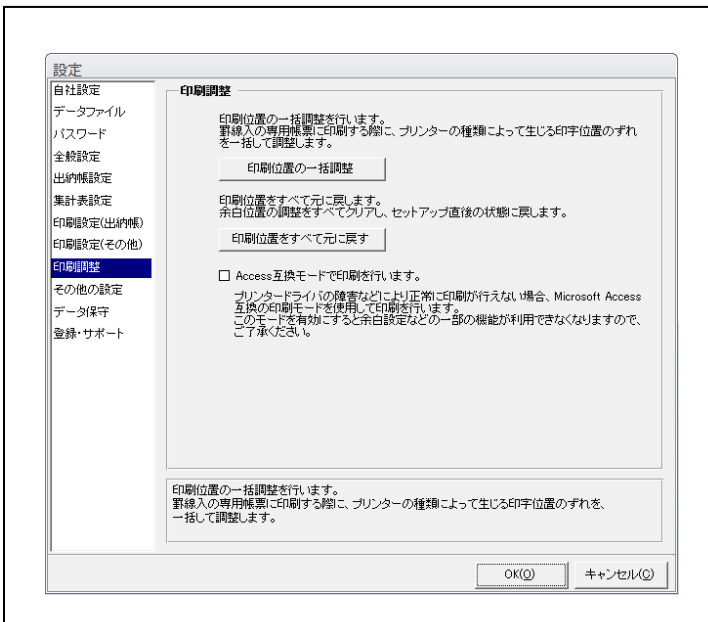 設定
自社設定
データファイル
パスワード
全般設定
出納帳設定
集計表設定
印刷設定(出納帳)
印刷設定(その他)
印刷調整
その他の設定
データ保守
登録・サポート
印刷調整
印刷位置の一括調整を行います。
罫線入の専用帳票に印刷する際に、プリンターの種類によって生じる印字位置のずれ
を一括して調整します。
印刷位置の一括調整
印刷位置をすべて元に戻します。
余白位置の調整をすべてクリアし、セットアップ直後の状態に戻します。
印刷位置をすべて元に戻す
Access互換モードで印刷を行います。
プリンタードライバの障害などにより正常に印刷が行えない場合、Microsoft Access
互換の印刷モードを使用して印刷を行います。
このモードを有効にすると余白設定などの一部の機能が利用できなくなりますので、
ご了承ください。
印刷位置の一括調整を行います。
罫線入の専用帳票に印刷する際に、プリンターの種類によって生じる印字位置のずれを、
一括して調整します。
OK(O)
キャンセル(C)